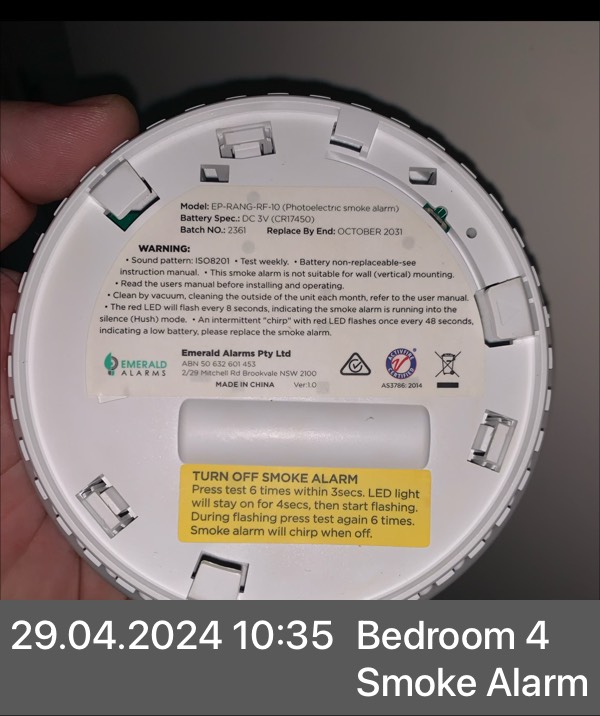 Model: EP-RANG-RF-10 (Photoelectric smoke alarm)
Battery Spec.: DC 3V (CR17450)
Batch NO.: 2361 Replace By End: OCTOBER 2031
WARNING:
• Sound pattern: ISO8201 • Test weekly. • Battery non-replaceable-see
instruction manual. • This smoke alarm is not suitable for wall (vertical) mounting.
• Read the users manual before installing and operating.
• Clean by vacuum, cleaning the outside of the unit each month, refer to the user manual.
• The red LED will flash every 8 seconds, indicating the smoke alarm is running into the
silence (Hush) mode. • An intermittent "chirp" with red LED flashes once every 48 seconds,
indicating a low battery, please replace the smoke alarm.
EMERALD
ALARMS
Emerald Alarms Pty Ltd
ABN 50 632 601 453
2/29 Mitchell Rd Brookvale NSW 2100
MADE IN CHINA Ver:1.0
ACTIVFIRE
CERTIFIED
AS3786: 2014
TURN OFF SMOKE ALARM
Press test 6 times within 3secs. LED light
will stay on for 4secs, then start flashing.
During flashing press test again 6 times.
Smoke alarm will chirp when off.
29.04.2024 10:35 Bedroom 4
Smoke Alarm